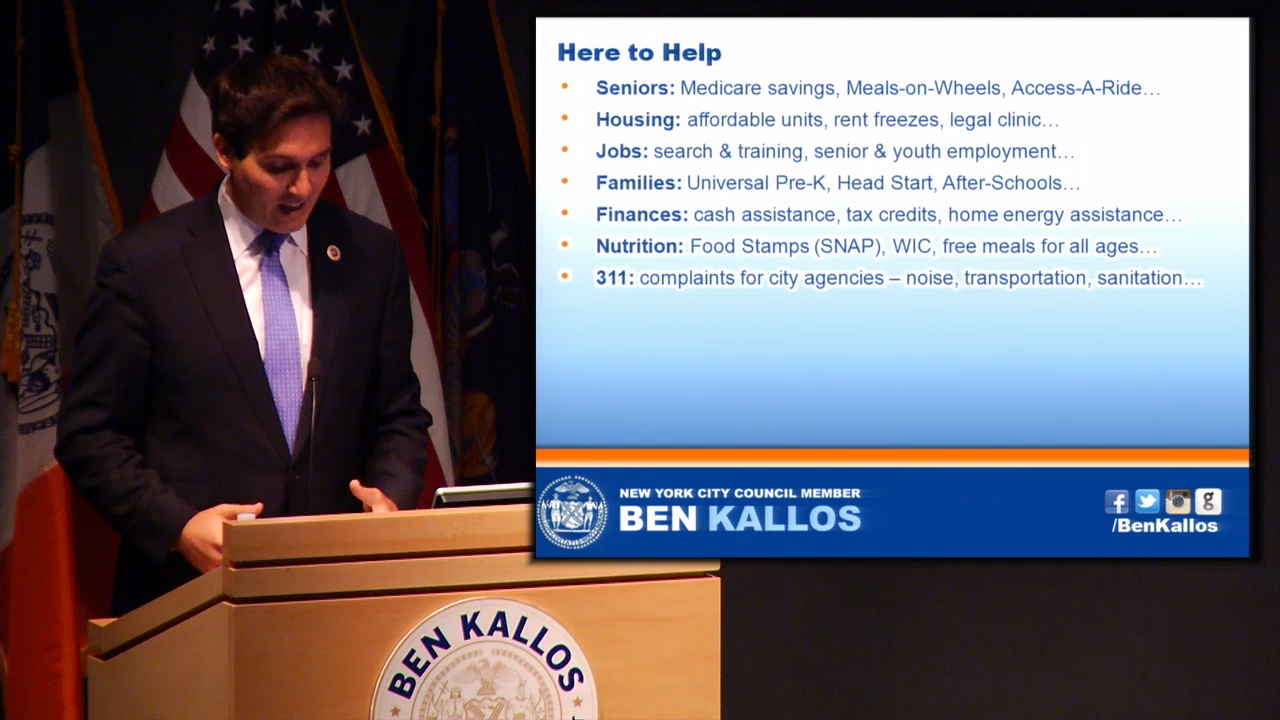 Here to Help
• Seniors: Medicare savings, Meals-on-Wheels, Access-A-Ride…
• Housing: affordable units, rent freezes, legal clinic…
• Jobs: search & training, senior & youth employment…
• Families: Universal Pre-K, Head Start, After-Schools…
• Finances: cash assistance, tax credits, home energy assistance…
• Nutrition: Food Stamps (SNAP), WIC, free meals for all ages…
• 311: complaints for city agencies – noise, transportation, sanitation…
NEW YORK CITY COUNCIL MEMBER
BEN KALLOS
/BenKallos
BEN KALLOS